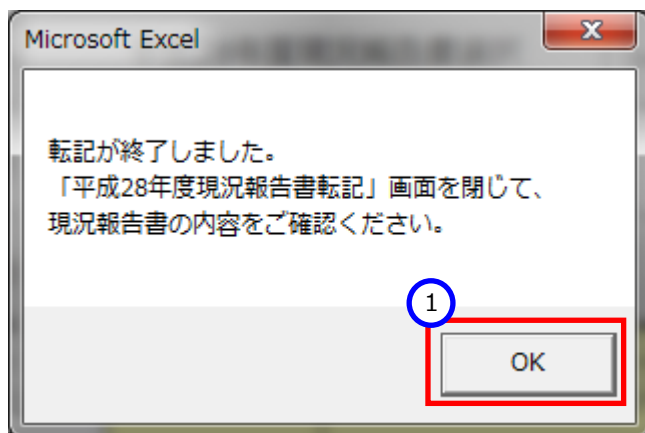 Microsoft Excel
転記が終了しました。
「平成28年度現況報告書転記」画面を閉じて、
現況報告書の内容をご確認ください。
1
OK